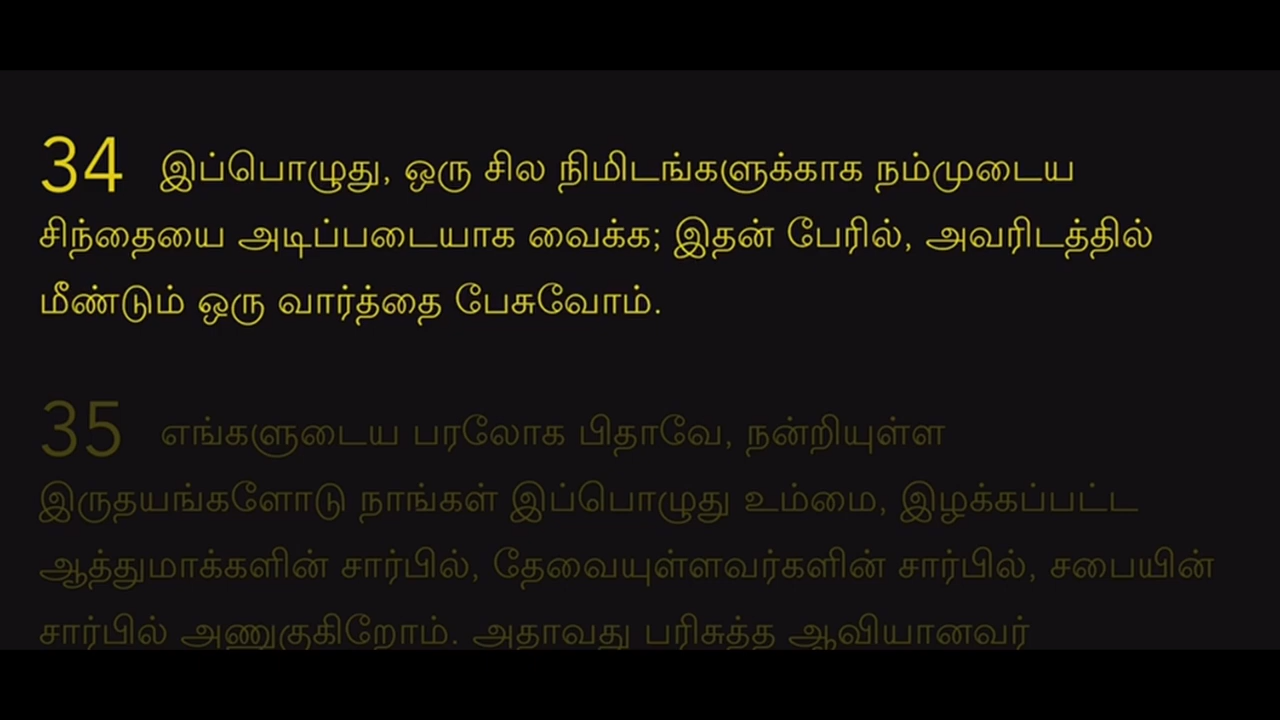 34 இப்பொழுது, ஒரு சில நிமிடங்களுக்காக நம்முடைய
சிந்தையை அடிப்படையாக வைக்க; இதன் பேரில், அவரிடத்தில்
மீண்டும் ஒரு வார்த்தை பேசுவோம்.
35 எங்களுடைய பரலோக பிதாவே, நன்றியுள்ள
இருதயங்களோடு நாங்கள் இப்பொழுது உம்மை, இழக்கப்பட்ட
ஆத்துமாக்களின் சார்பில், தேவையுள்ளவர்களின் சார்பில், சபையின்
சார்பில் அணுகுகிறோம். அதாவது பரிசுத்த ஆவியானவர்